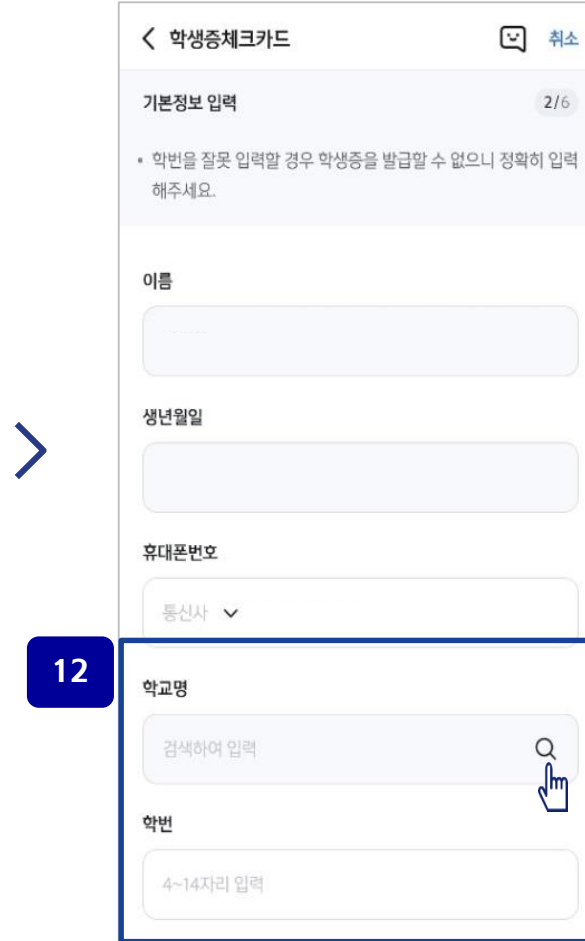 학생증체크카드 취소
기본정보 입력 2/6
• 학번을 잘못 입력할 경우 학생증을 발급할 수 없으니 정확히 입력
해주세요.
이름
생년월일
휴대폰번호
통신사
12
학교명
검색하여 입력
학번
4~14자리 입력